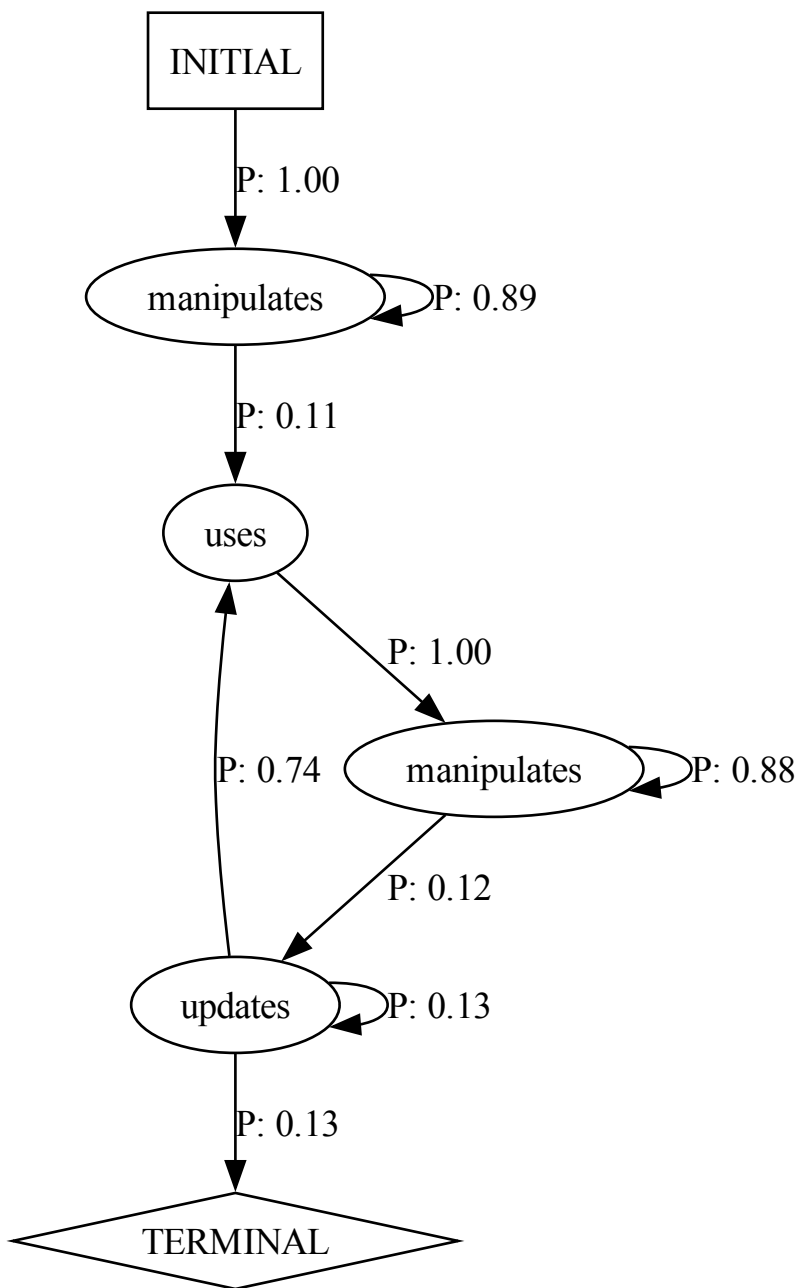 INITIAL
P: 1.00
manipulates
P: 0.89
P: 0.11
uses
P: 1.00
P: 0.74
manipulates
P: 0.88
P: 0.12
updates
P: 0.13
P: 0.13
TERMINAL